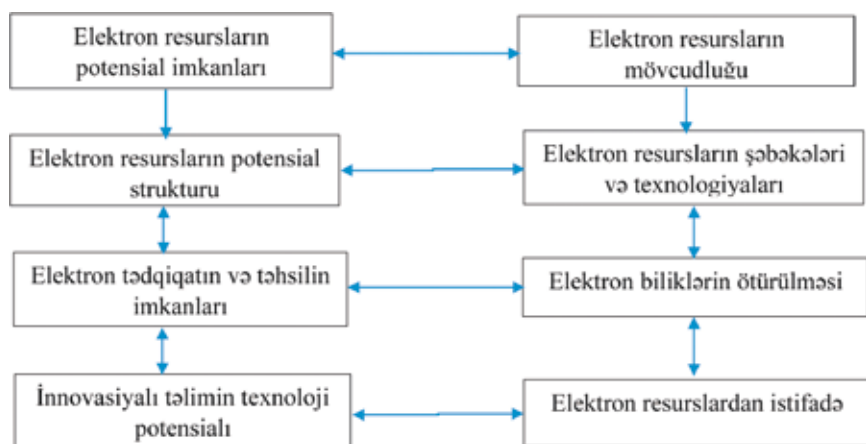 Elektron resursların
potensial imkanları
Elektron resursların
mövcudluğu
Elektron resursların potensial
strukturu
Elektron resursların şəbəkələri
və texnologiyaları
Elektron tədqiqatın və təhsilin
imkanları
Elektron biliklərin ötürülməsi
İnnovasiyalı təlimin texnoloji
potensialı
Elektron resurslardan istifadə